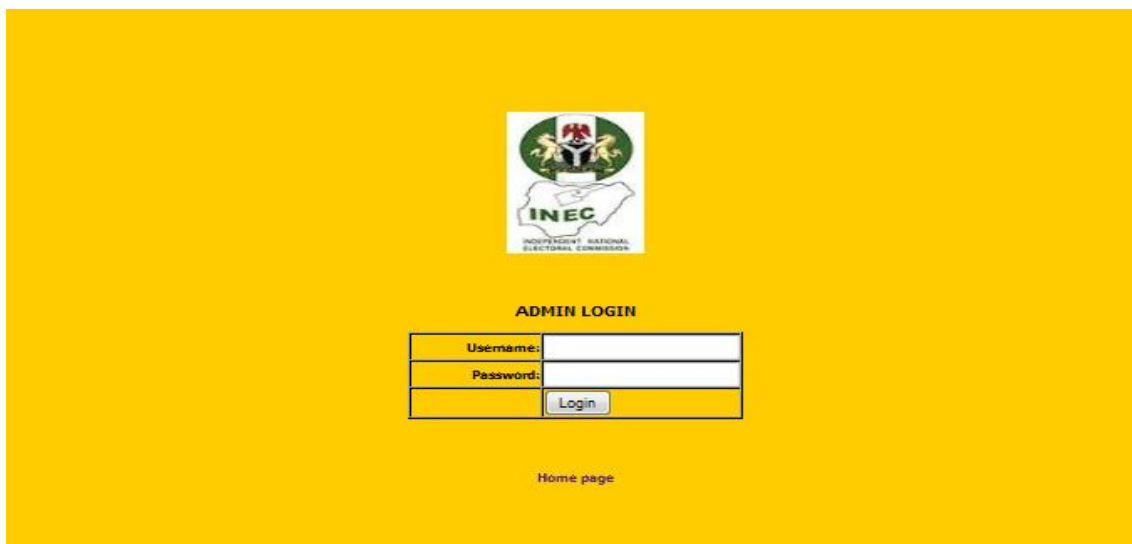 INEC
INDEPENDENT NATIONAL
ELECTORAL COMMISSION
ADMIN LOGIN
Username:
Password:
Login
Home page